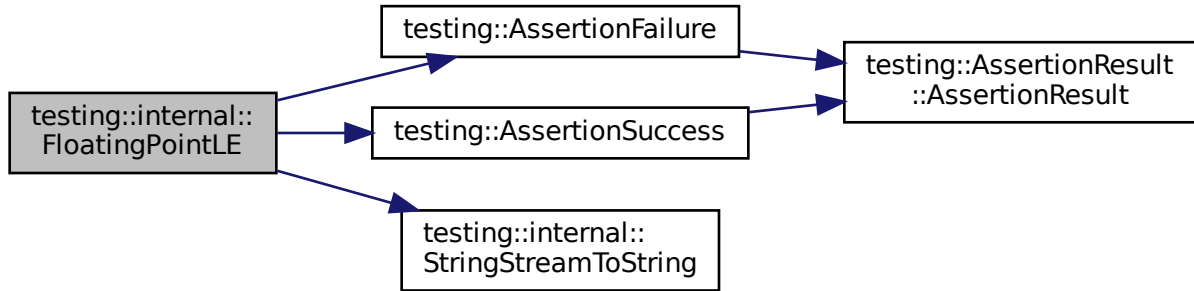 testing::internal::
FloatingPointLE
testing::AssertionFailure
testing::AssertionSuccess
testing::internal::
StringStreamToString
testing::AssertionResult
::AssertionResult